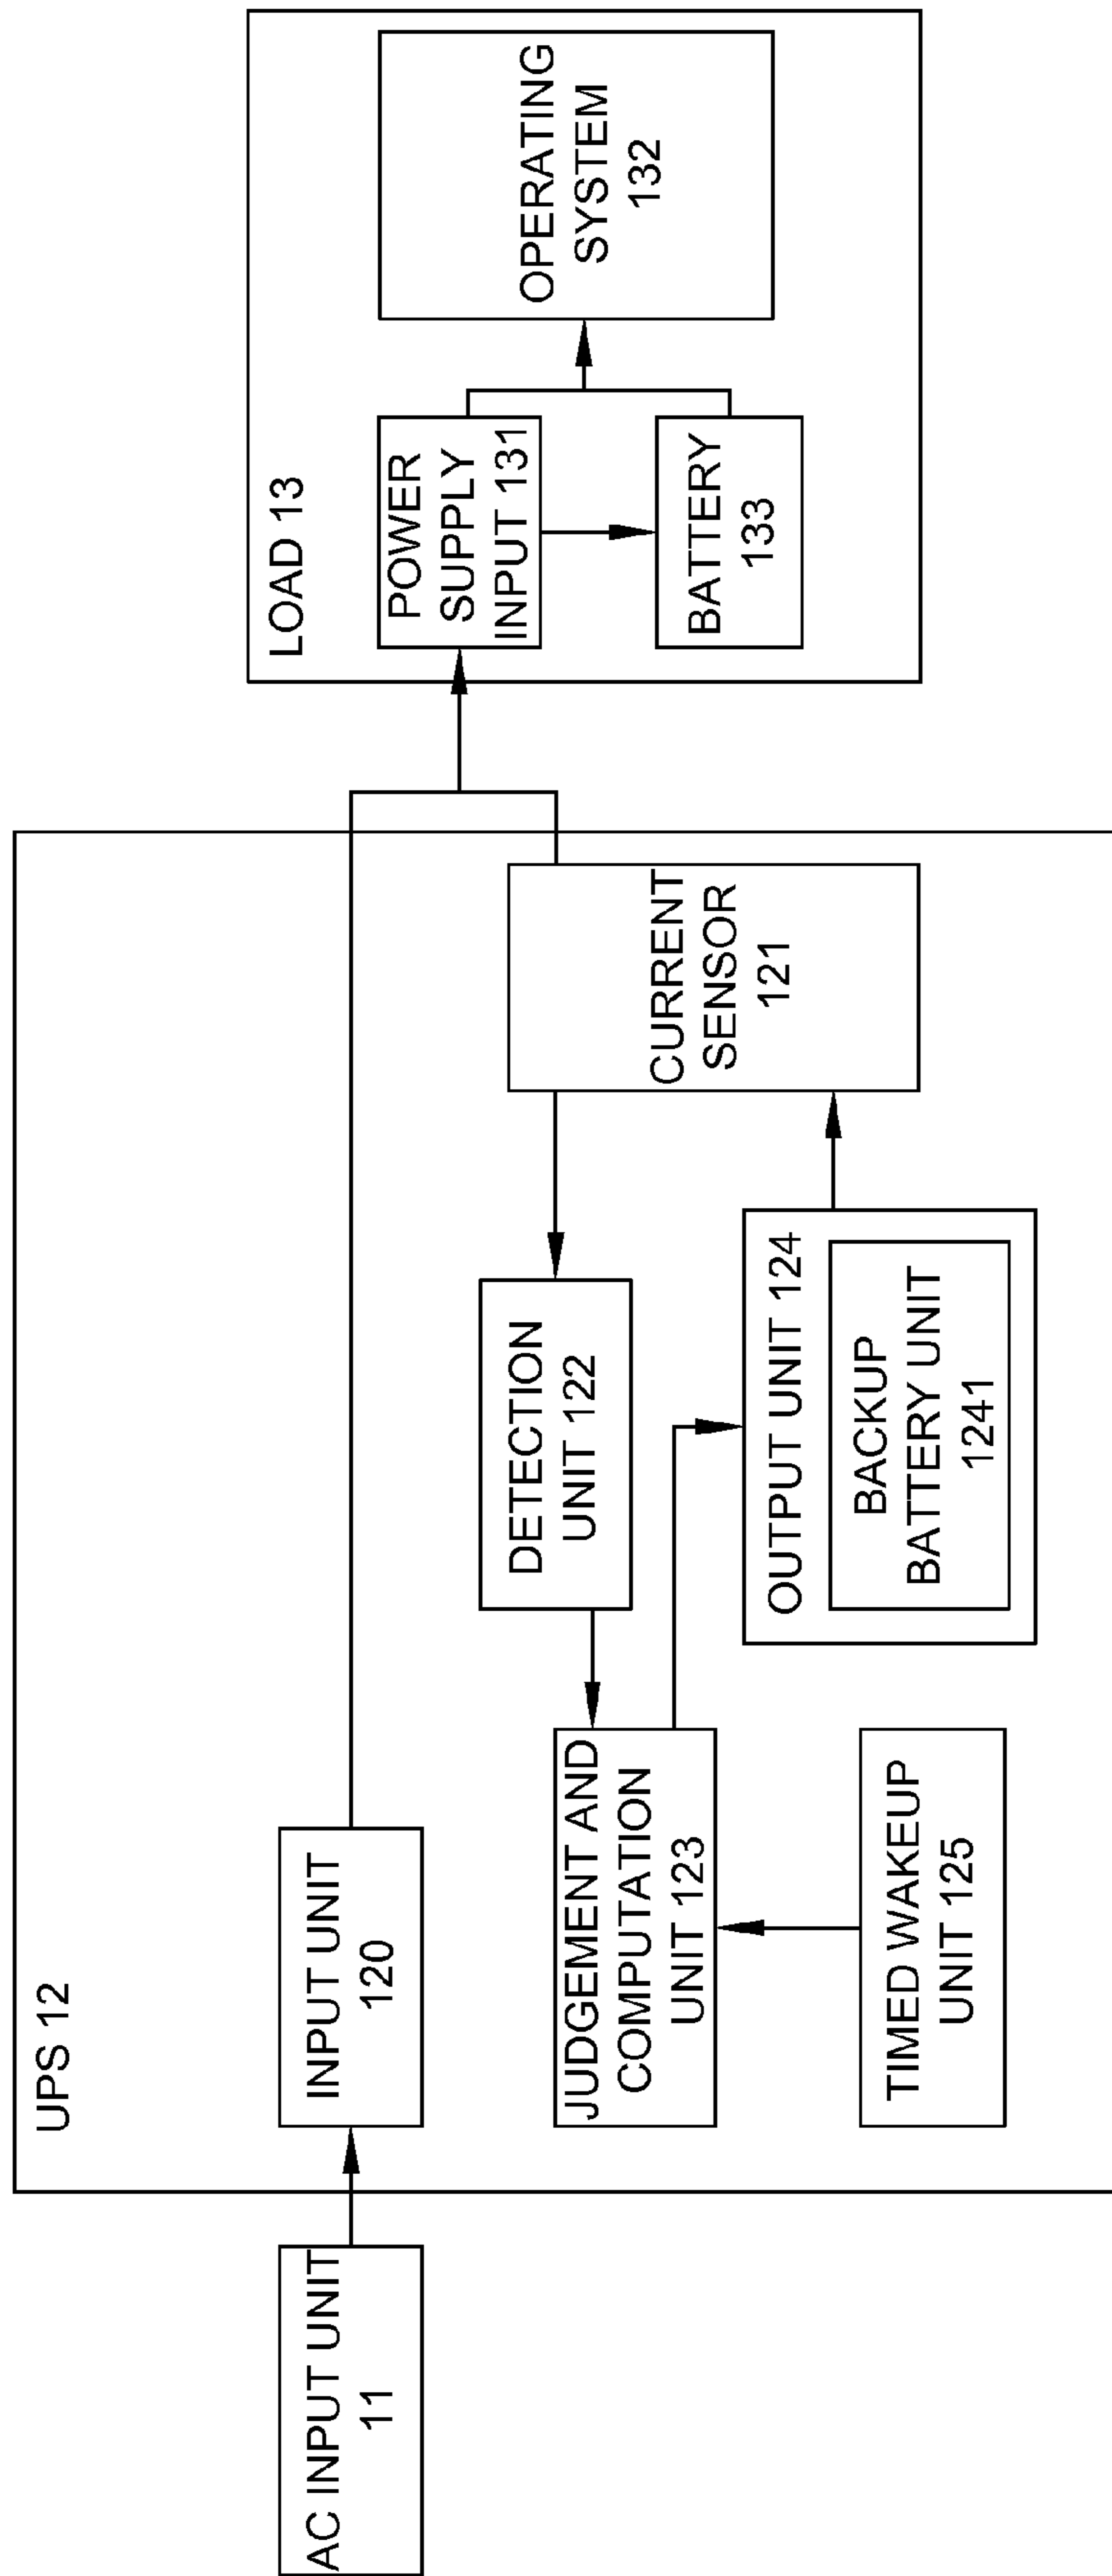 AC INPUT UNIT
11
UPS 12
INPUT UNIT
120
JUDGEMENT AND
COMPUTATION
UNIT 123
TIMED WAKEUP
UNIT 125
DETECTION
UNIT 122
OUTPUT UNIT 124
BACKUP
BATTERY UNIT
1241
CURRENT
SENSOR
121
LOAD 13
POWER
SUPPLY
INPUT 131
BATTERY
133
OPERATING
SYSTEM
132